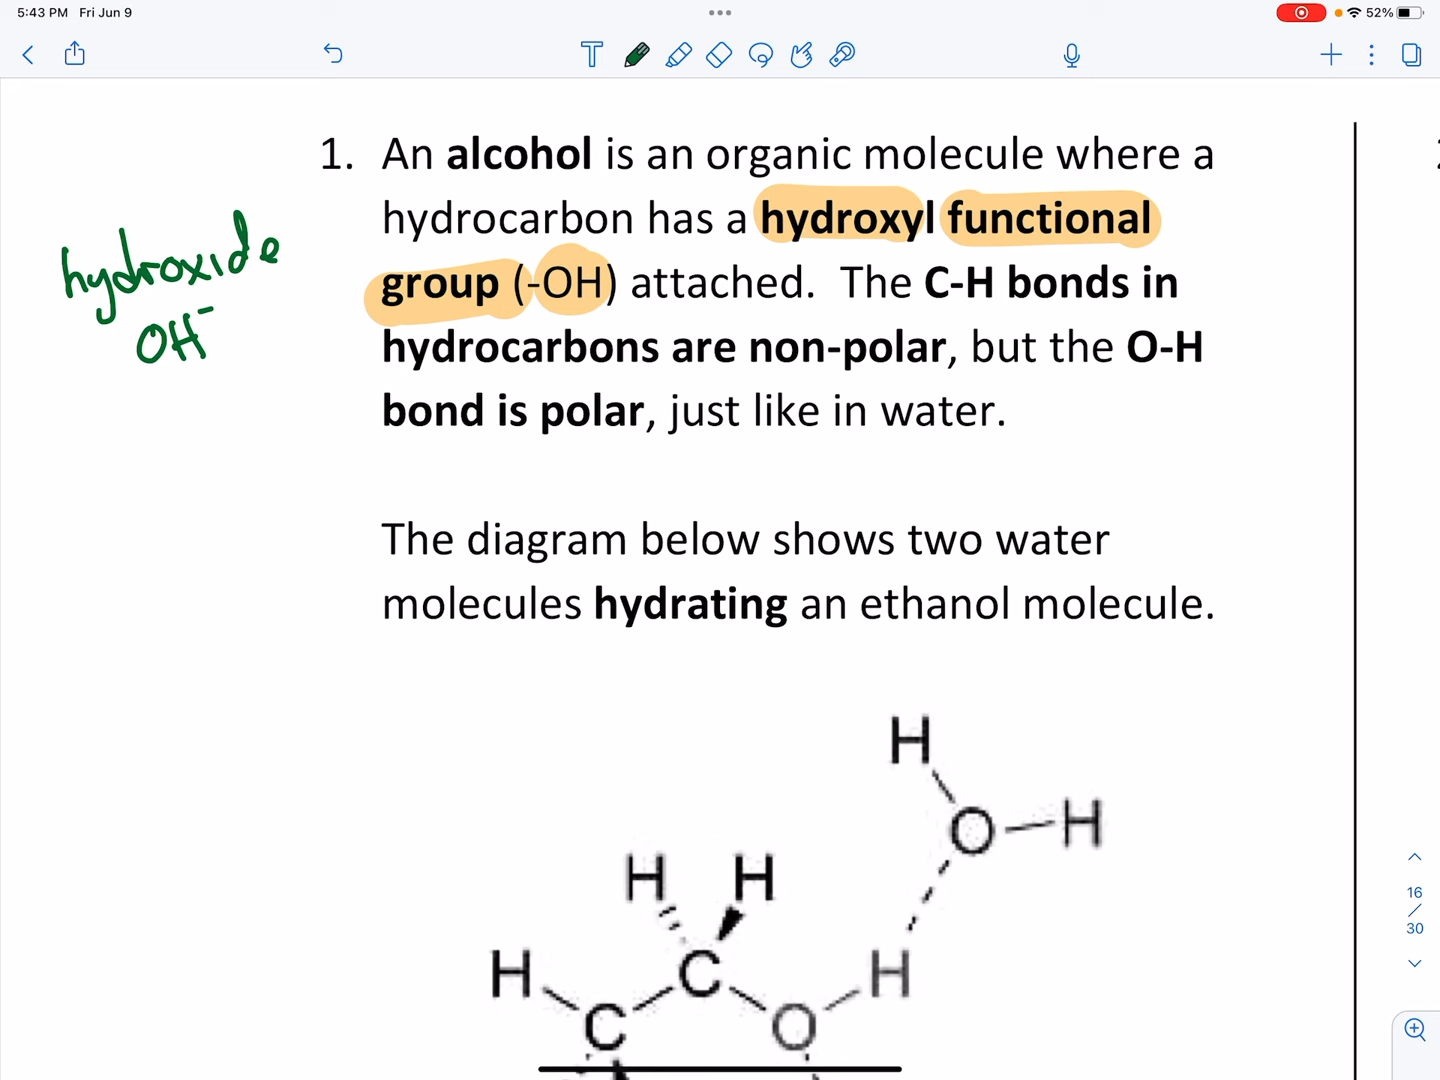 5:43 PM Fri Jun 9
52%
1. An alcohol is an organic molecule where a
hydrocarbon has a hydroxyl functional
group (-OH) attached. The C-H bonds in
hydrocarbons are non-polar, but the O-H
bond is polar, just like in water.
hydroxide
OH⁻
The diagram below shows two water
molecules hydrating an ethanol molecule.
H
O H
H H
H C H
C O
16
/
30